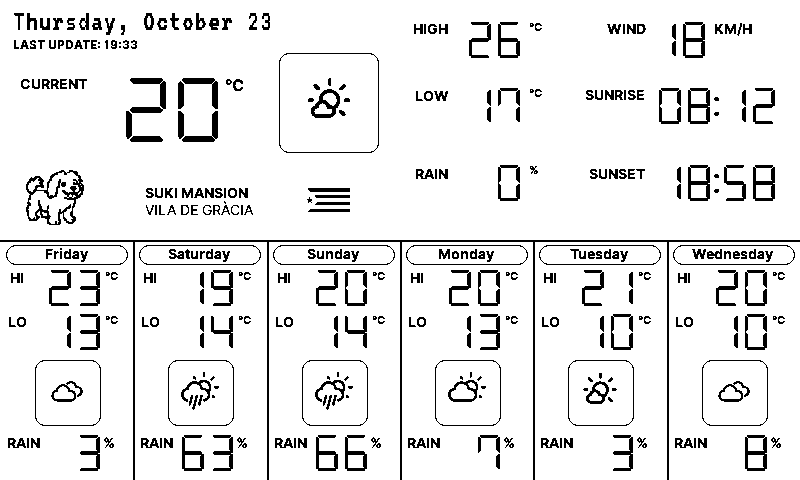 Thursday, October 23
LAST UPDATE: 19:33
CURRENT 20 °C
SUKI MANSION
VILA DE GRÀCIA
HIGH 26 °C
LOW 17 °C
RAIN 0 %
WIND 18 KM/H
SUNRISE 08:12
SUNSET 18:58
Friday
HI 23 °C
LO 13 °C
RAIN 3 %
Saturday
HI 19 °C
LO 14 °C
RAIN 63 %
Sunday
HI 20 °C
LO 14 °C
RAIN 66 %
Monday
HI 20 °C
LO 13 °C
RAIN 7 %
Tuesday
HI 21 °C
LO 10 °C
RAIN 3 %
Wednesday
HI 20 °C
LO 10 °C
RAIN 8 %